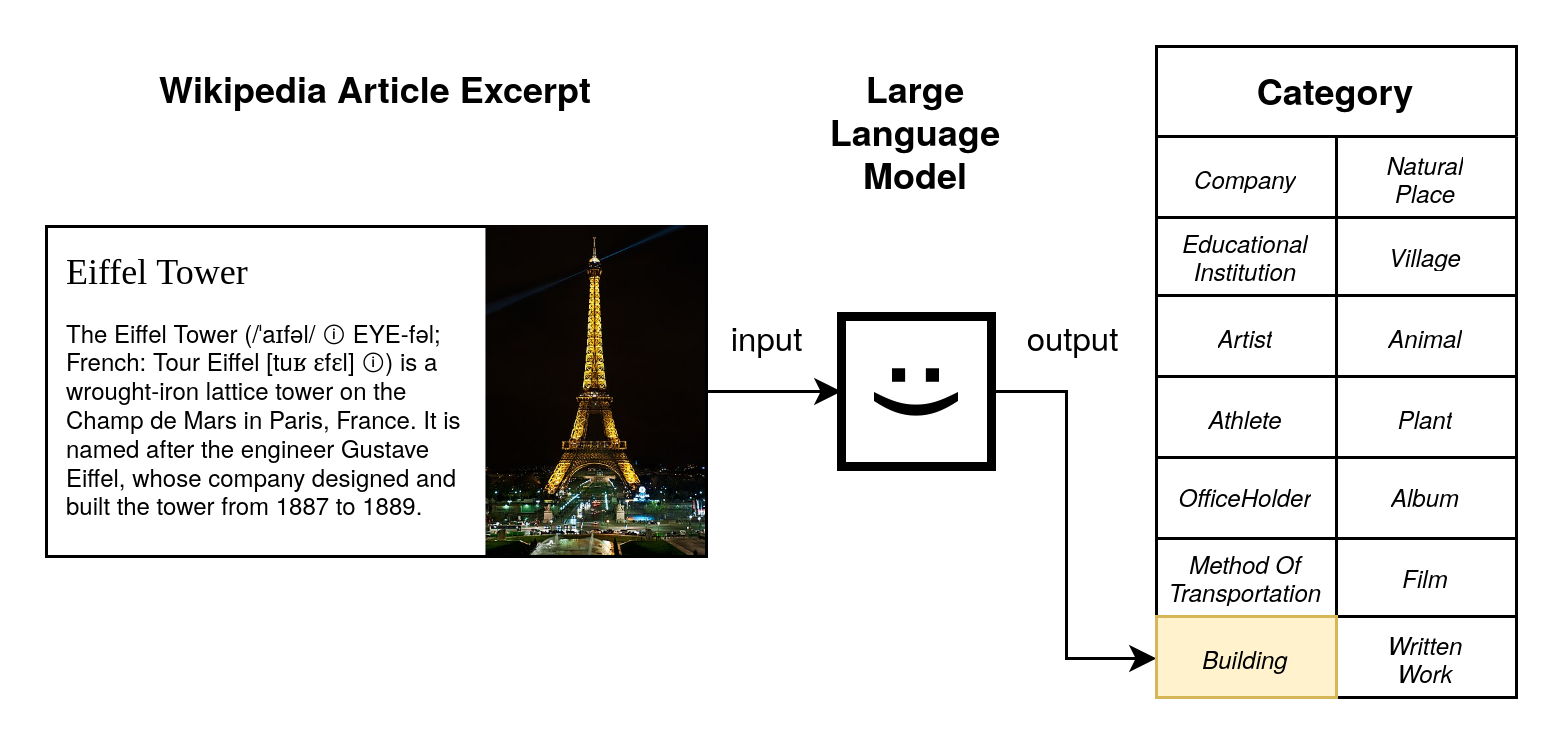 Wikipedia Article Excerpt
Large
Language
Model
Eiffel Tower
The Eiffel Tower (/ˈaɪfəl/ ⓘ EYE-fəl;
French: Tour Eiffel [tuʁ ɛfɛl] ⓘ) is a
wrought-iron lattice tower on the
Champ de Mars in Paris, France. It is
named after the engineer Gustave
Eiffel, whose company designed and
built the tower from 1887 to 1889.
input
output
Category
Company
Natural
Place
Educational
Institution
Village
Artist
Animal
Athlete
Plant
OfficeHolder
Album
Method Of
Transportation
Film
Building
Written
Work